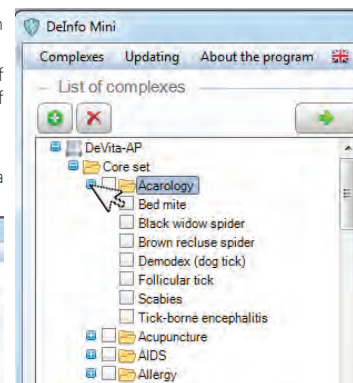 DeInfo Mini
Complexes Updating About the program
List of complexes
DeVita-AP
Core set
Acarology
Bed mite
Black widow spider
Brown recluse spider
Demodex (dog tick)
Follicular tick
Scabies
Tick-borne encephalitis
Acupuncture
AIDS
Allergy